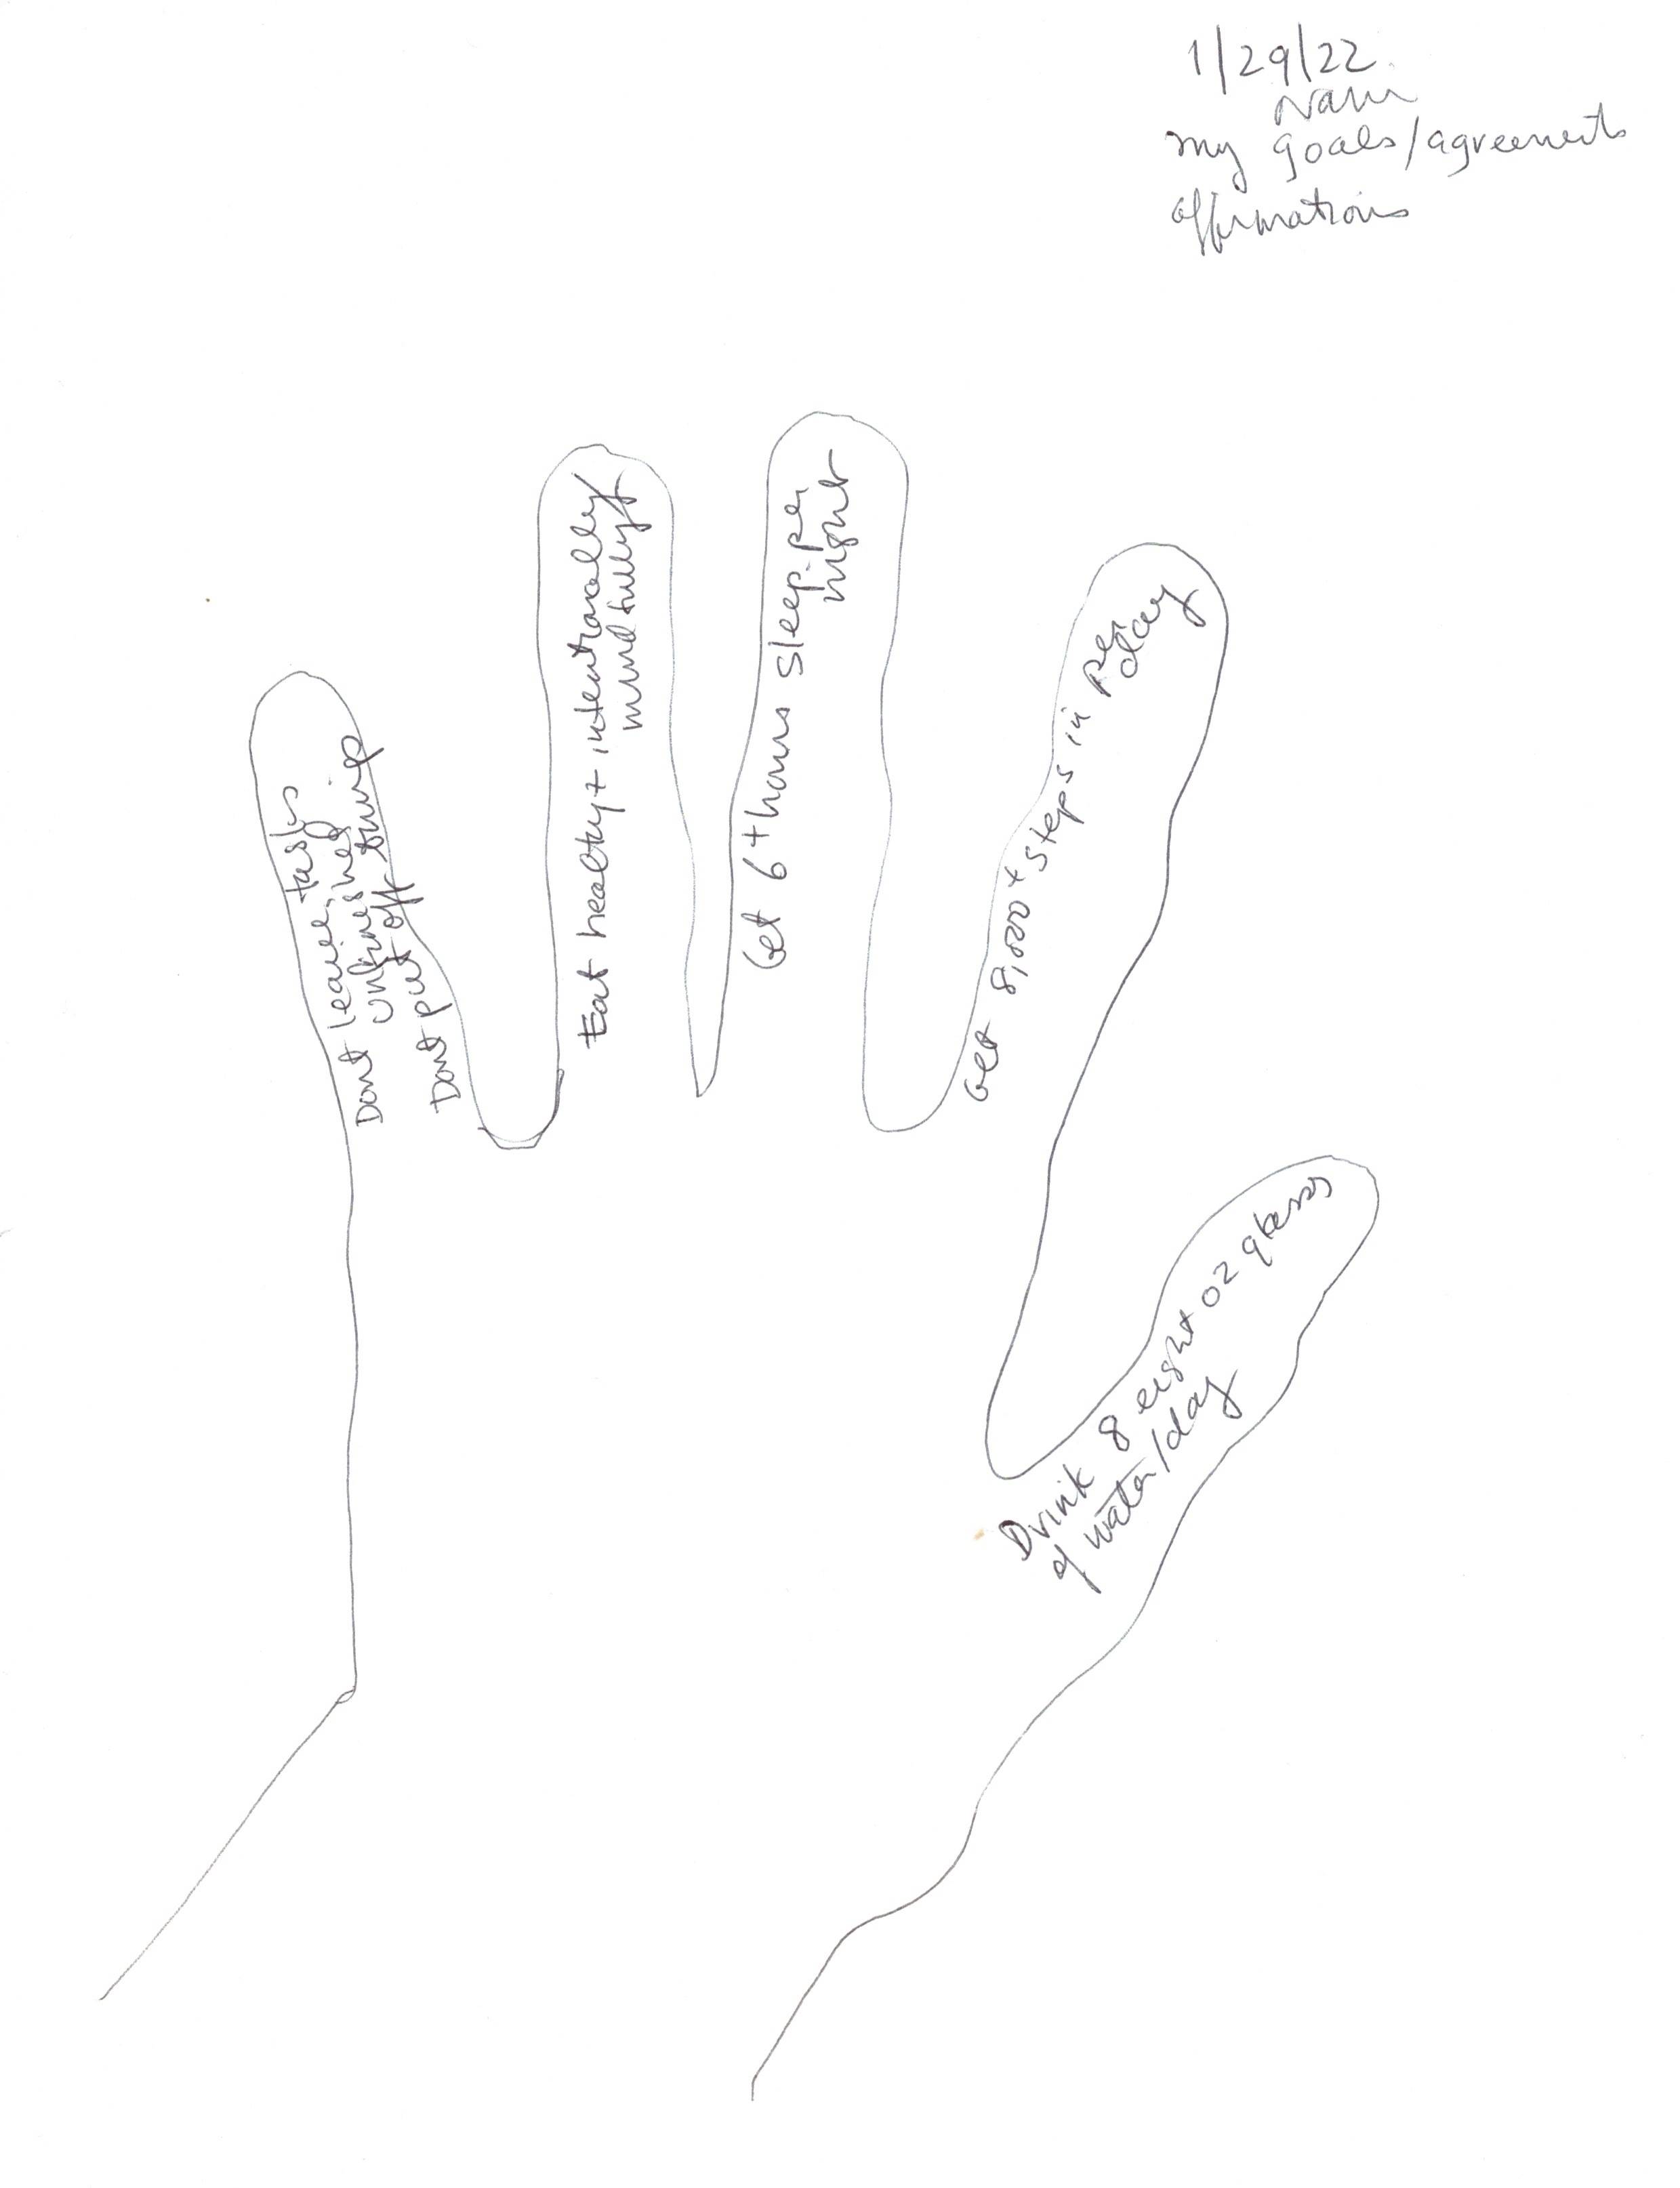 1/29/22
my goals/agreements
affirmations
Dont leave tasks
unfinished
Dont put off
Eat healthy + intentionally
mindfully
Get 6+ hours sleep per
night
Get 8,000+ steps in per
day
Drink 8 eight oz glasses
of water/day